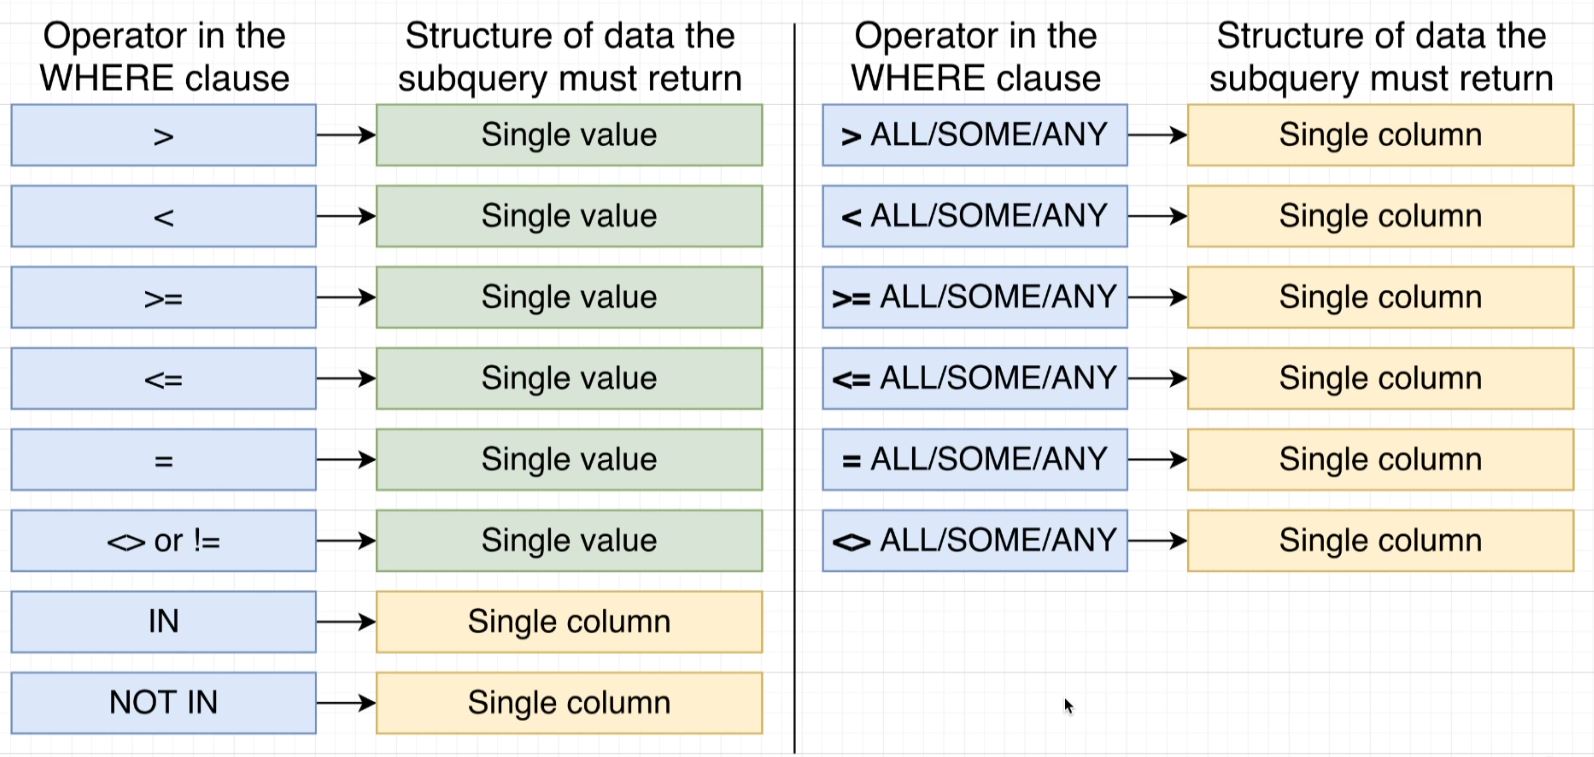 Operator in the
WHERE clause
Structure of data the
subquery must return
>
Single value
<
Single value
>=
Single value
<=
Single value
=
Single value
<> or !=
Single value
IN
Single column
NOT IN
Single column
Operator in the
WHERE clause
Structure of data the
subquery must return
> ALL/SOME/ANY
Single column
< ALL/SOME/ANY
Single column
>= ALL/SOME/ANY
Single column
<= ALL/SOME/ANY
Single column
= ALL/SOME/ANY
Single column
<> ALL/SOME/ANY
Single column